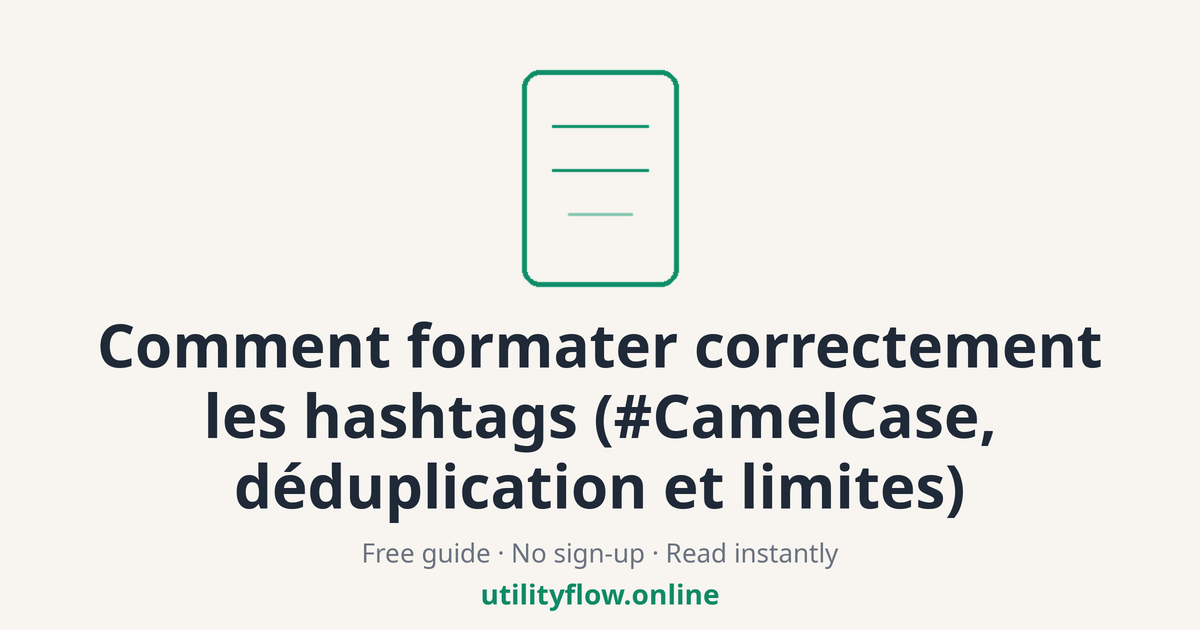 Comment formater correctement
les hashtags (#CamelCase,
déduplication et limites)
Free guide · No sign-up · Read instantly
utilityflow.online